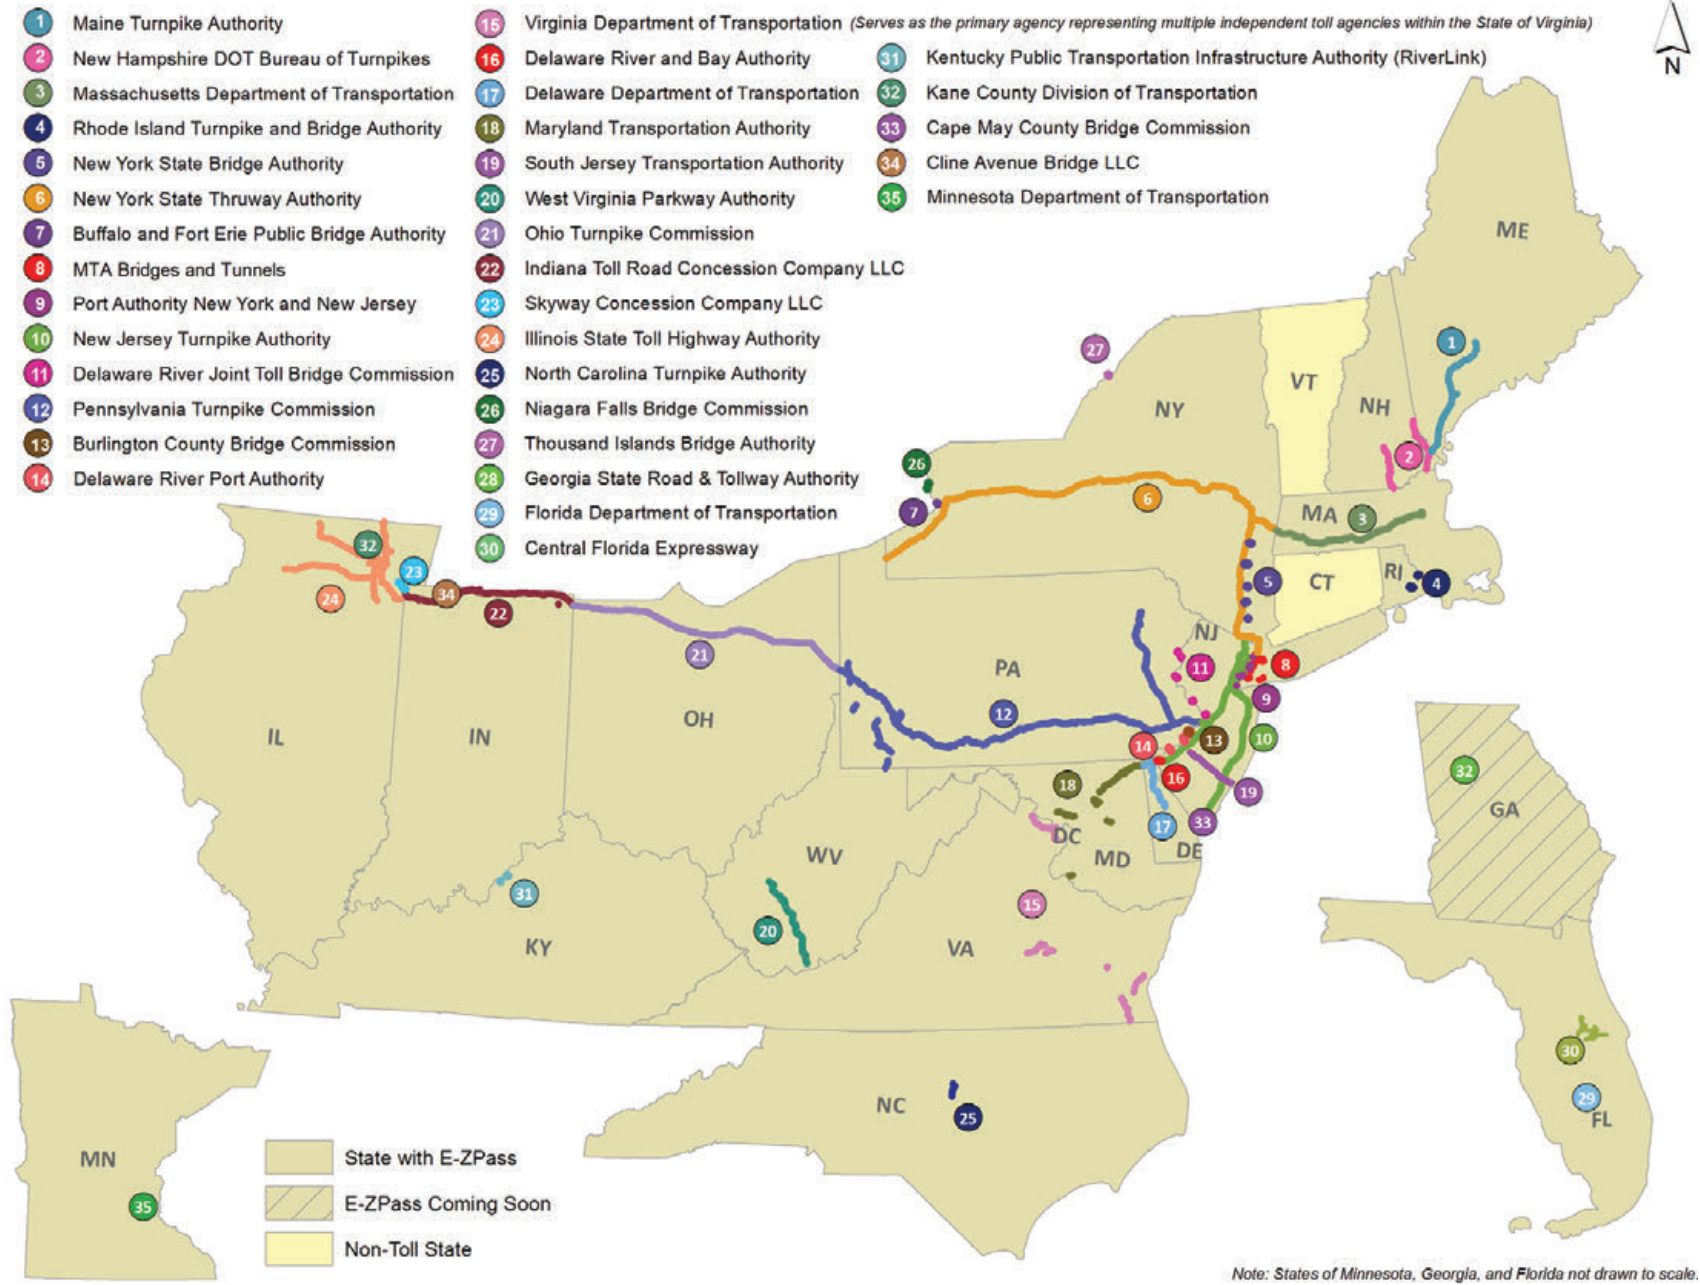 1 Maine Turnpike Authority
2 New Hampshire DOT Bureau of Turnpikes
3 Massachusetts Department of Transportation
4 Rhode Island Turnpike and Bridge Authority
5 New York State Bridge Authority
6 New York State Thruway Authority
7 Buffalo and Fort Erie Public Bridge Authority
8 MTA Bridges and Tunnels
9 Port Authority New York and New Jersey
10 New Jersey Turnpike Authority
11 Delaware River Joint Toll Bridge Commission
12 Pennsylvania Turnpike Commission
13 Burlington County Bridge Commission
14 Delaware River Port Authority
15 Virginia Department of Transportation (Serves as the primary agency representing multiple independent toll agencies within the State of Virginia)
16 Delaware River and Bay Authority
17 Delaware Department of Transportation
18 Maryland Transportation Authority
19 South Jersey Transportation Authority
20 West Virginia Parkway Authority
21 Ohio Turnpike Commission
22 Indiana Toll Road Concession Company LLC
23 Skyway Concession Company LLC
24 Illinois State Toll Highway Authority
25 North Carolina Turnpike Authority
26 Niagara Falls Bridge Commission
27 Thousand Islands Bridge Authority
28 Georgia State Road & Tollway Authority
29 Florida Department of Transportation
30 Central Florida Expressway
31 Kentucky Public Transportation Infrastructure Authority (RiverLink)
32 Kane County Division of Transportation
33 Cape May County Bridge Commission
34 Cline Avenue Bridge LLC
35 Minnesota Department of Transportation
N
ME
1
27
VT
NH
NY
2
26
6
7
MA
3
32
23
CT
RI
4
5
34
24
22
NJ
21
PA
11
8
9
12
OH
IL
IN
14
13
10
32
18
16
19
GA
17
33
DC
DE
MD
WV
31
15
20
KY
VA
30
29
FL
NC
25
MN
35
State with E-ZPass
E-ZPass Coming Soon
Non-Toll State
Note: States of Minnesota, Georgia, and Florida not drawn to scale.